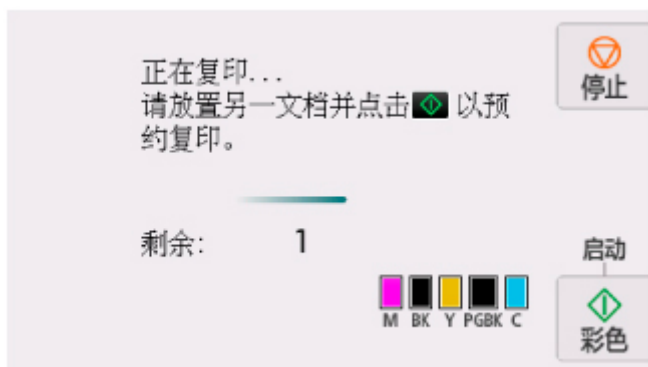 正在复印...
请放置另一文档并点击 以预
约复印。
停止
剩余: 1
M BK Y PGBK C
启动
彩色